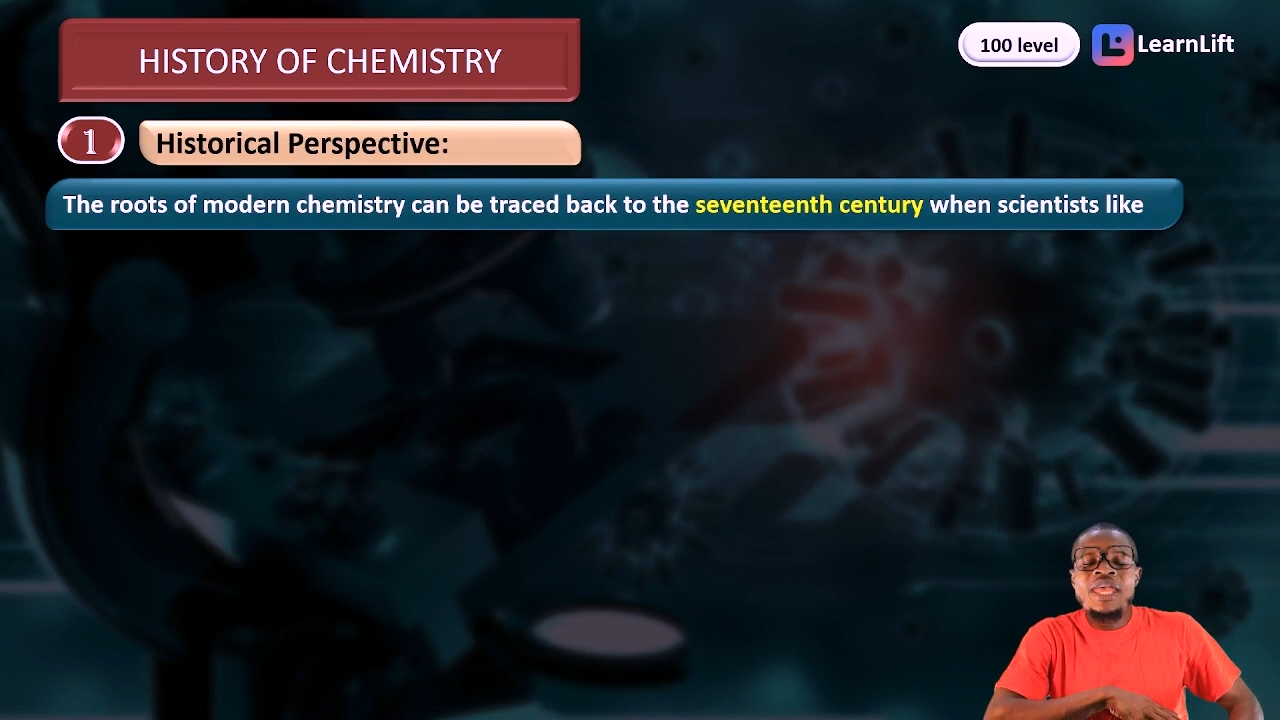 HISTORY OF CHEMISTRY
100 level
LearnLift
1
Historical Perspective:
The roots of modern chemistry can be traced back to the seventeenth century when scientists like